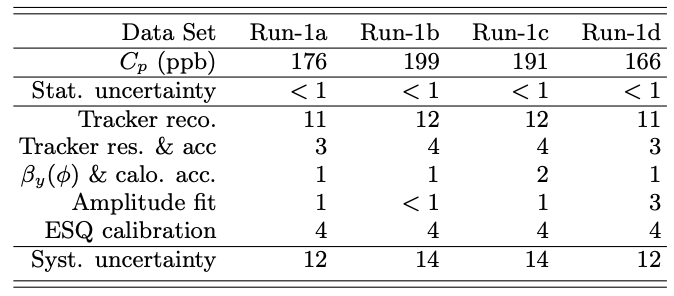 Data Set Run-1a Run-1b Run-1c Run-1d
Cp (ppb) 176 199 191 166
Stat. uncertainty < 1 < 1 < 1 < 1
Tracker reco. 11 12 12 11
Tracker res. & acc 3 4 4 3
βy(ϕ) & calo. acc. 1 1 2 1
Amplitude fit 1 < 1 1 3
ESQ calibration 4 4 4 4
Syst. uncertainty 12 14 14 12